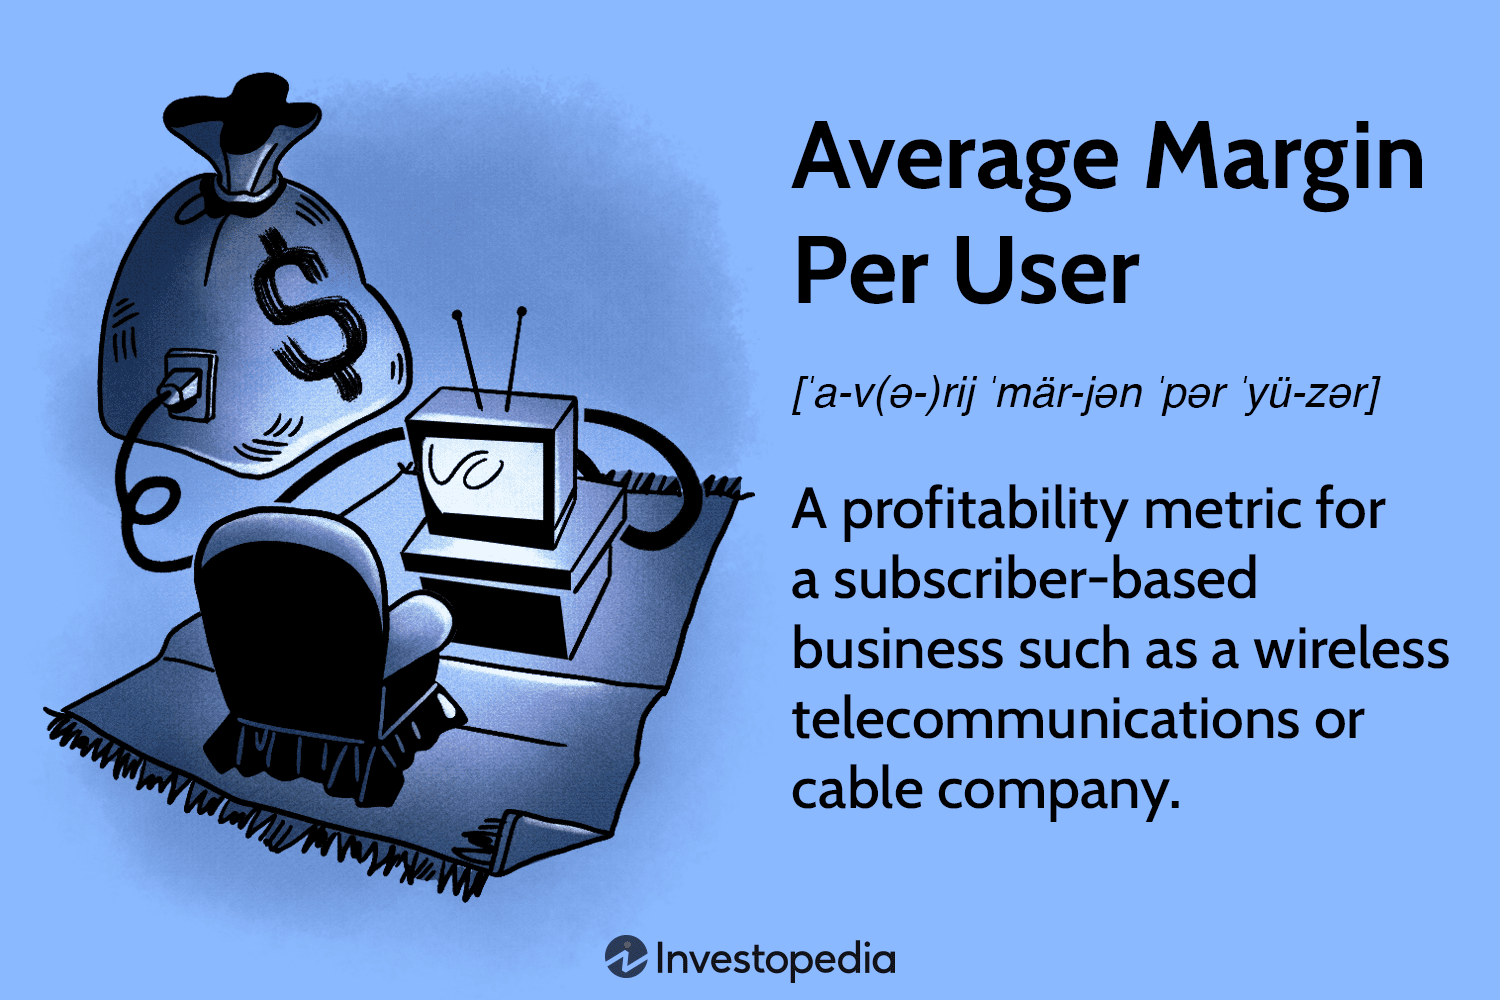 $
Average Margin
Per User
[ˈa-v(ə-)rij ˈmär-jən ˈpər ˈyü-zər]
A profitability metric for
a subscriber-based
business such as a wireless
telecommunications or
cable company.
Investopedia